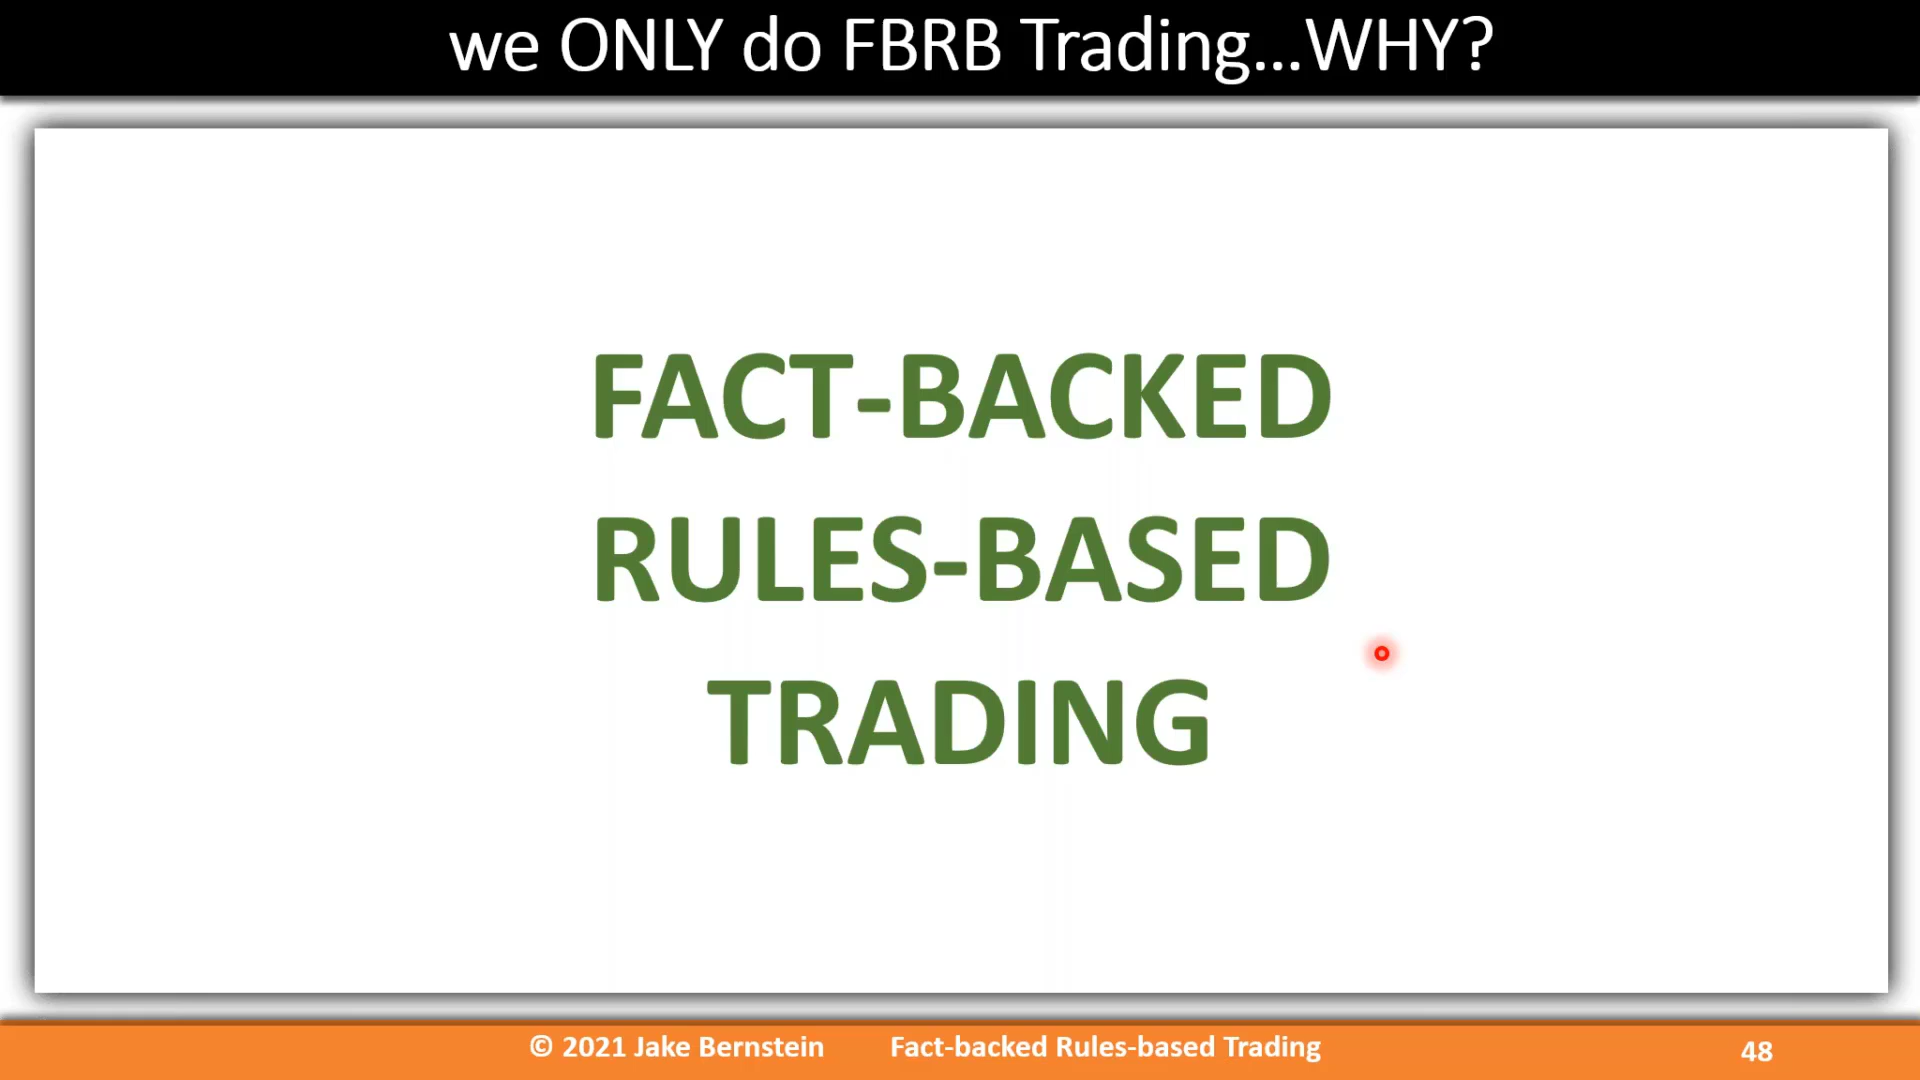 we ONLY do FBRB Trading...WHY?
FACT-BACKED
RULES-BASED
TRADING
© 2021 Jake Bernstein Fact-backed Rules-based Trading 48